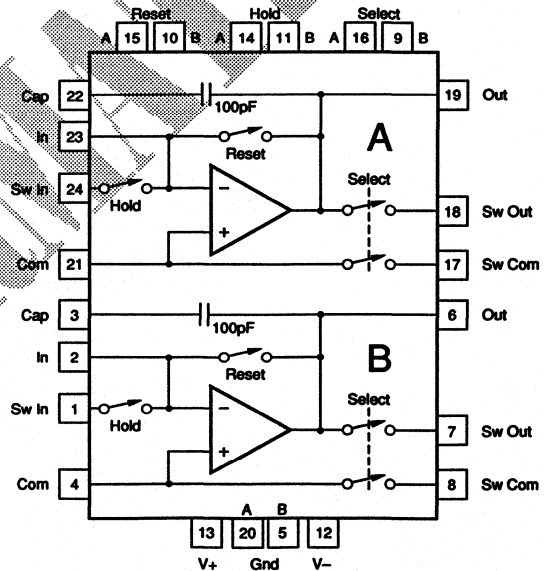 Reset Hold Select
A 15 10 B A 14 11 B A 16 9 B
Cap 22 100pF 19 Out
In 23 Reset A
Sw In 24 Hold − Select
+ 18 Sw Out
Com 21 17 Sw Com
Cap 3 100pF 6 Out
In 2 Reset B
Sw In 1 Hold − Select
+ 7 Sw Out
Com 4 8 Sw Com
A B
13 20 5 12
V+ Gnd V−